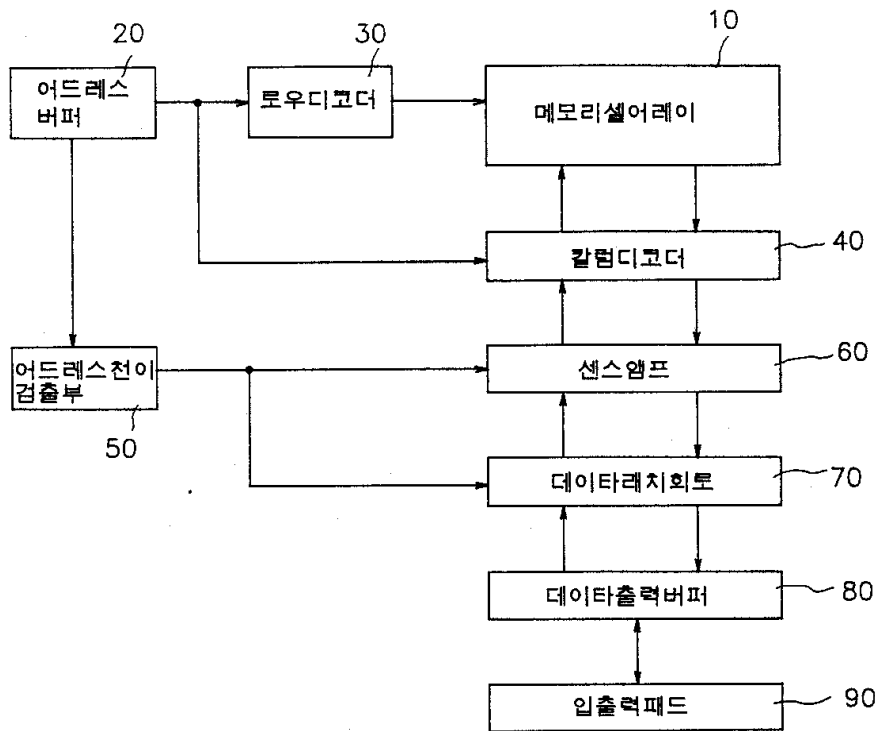 20
30
10
어드레스
버퍼
로우디코더
메모리셀어레이
칼럼디코더
40
어드레스천이
검출부
50
센스앰프
60
데이타래치회로
70
데이타출력버퍼
80
입출력패드
90